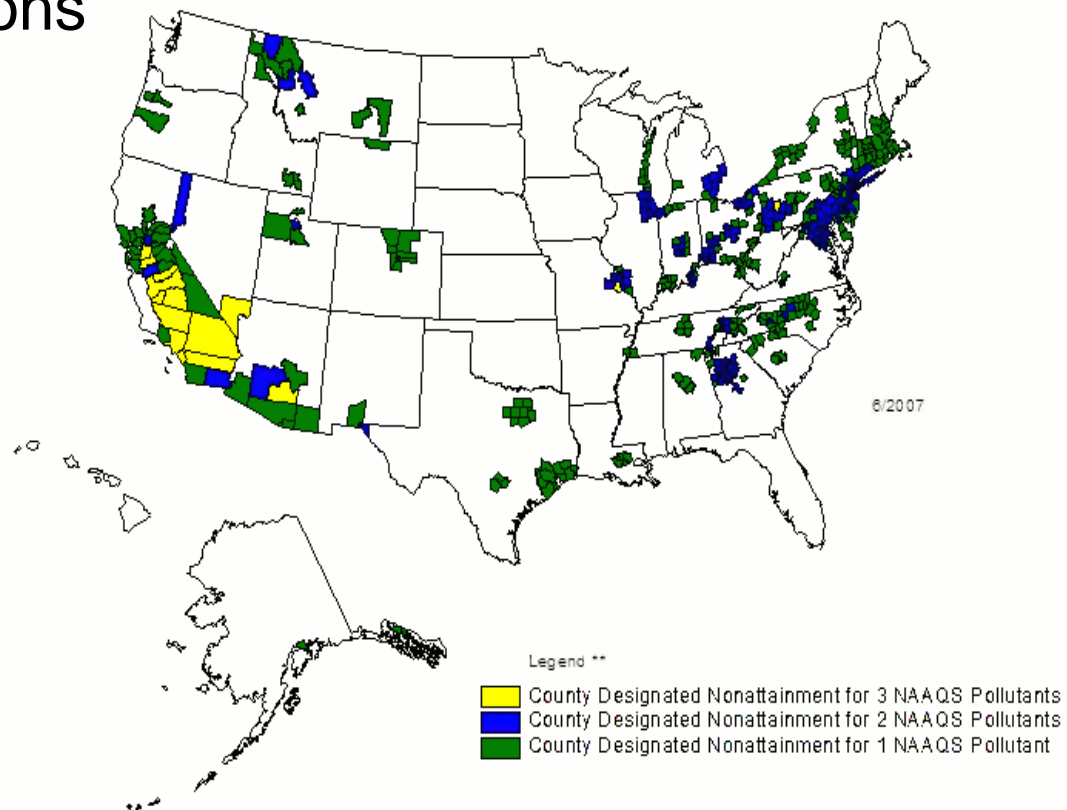 ons
6/2007
Legend **
County Designated Nonattainment for 3 NAAQS Pollutants
County Designated Nonattainment for 2 NAAQS Pollutants
County Designated Nonattainment for 1 NAAQS Pollutant